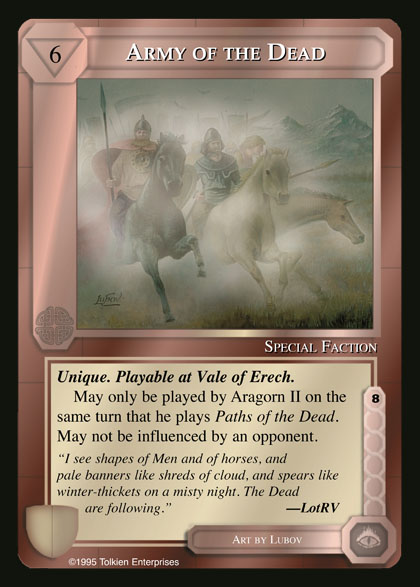 6
ARMY OF THE DEAD
Lubov
SPECIAL FACTION
Unique. Playable at Vale of Erech.
May only be played by Aragorn II on the
same turn that he plays Paths of the Dead.
May not be influenced by an opponent.
8
“I see shapes of Men and of horses, and
pale banners like shreds of cloud, and spears like
winter-thickets on a misty night. The Dead
are following.” —LotRV
ART BY LUBOV
©1995 Tolkien Enterprises